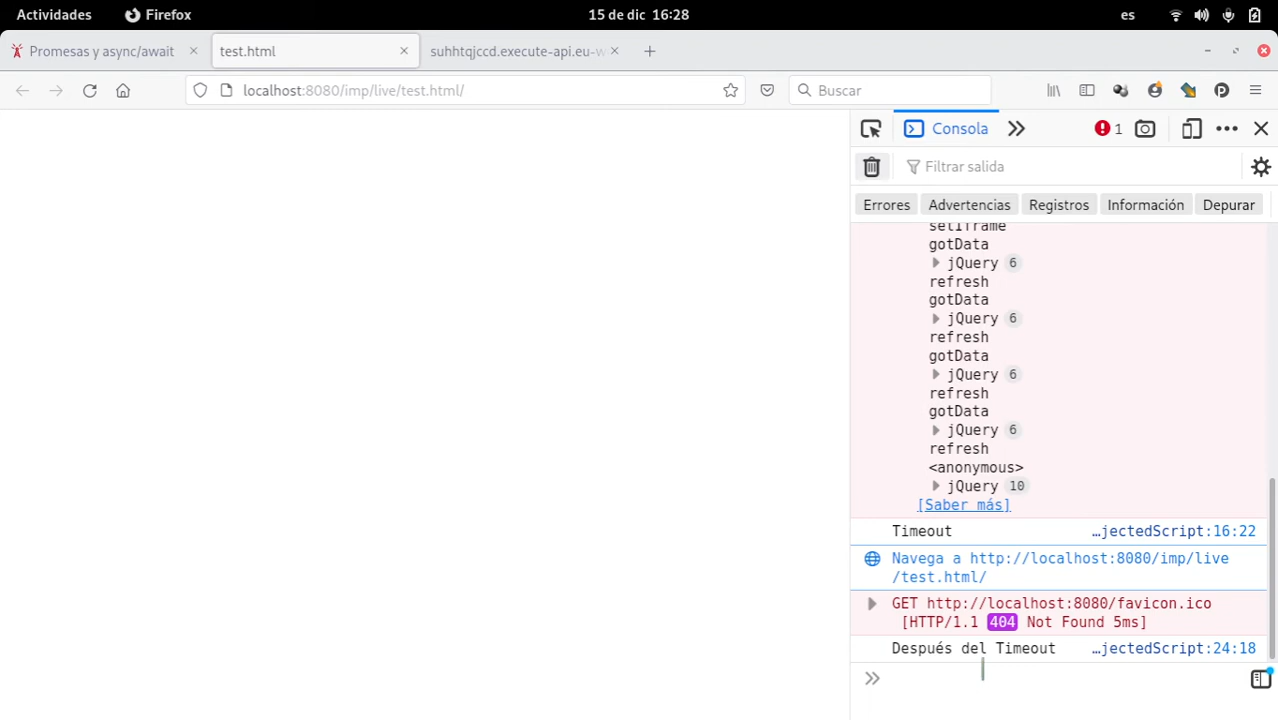 Actividades Firefox 15 de dic 16:28 es
Promesas y async/await test.html suhhtqjccd.execute-api.eu-w
localhost:8080/imp/live/test.html/ Buscar
Consola 1
Filtrar salida
Errores Advertencias Registros Información Depurar
setIframe
gotData
jQuery 6
refresh
gotData
jQuery 6
refresh
gotData
jQuery 6
refresh
gotData
jQuery 6
refresh
<anonymous>
jQuery 10
[Saber más]
Timeout …jectedScript:16:22
Navega a http://localhost:8080/imp/live
/test.html/
GET http://localhost:8080/favicon.ico
[HTTP/1.1 404 Not Found 5ms]
Después del Timeout …jectedScript:24:18